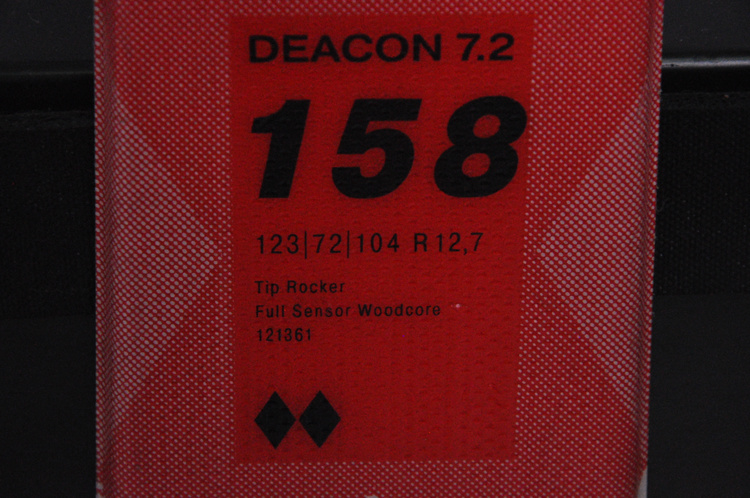 DEACON 7.2
158
123|72|104 R12,7
Tip Rocker
Full Sensor Woodcore
121361